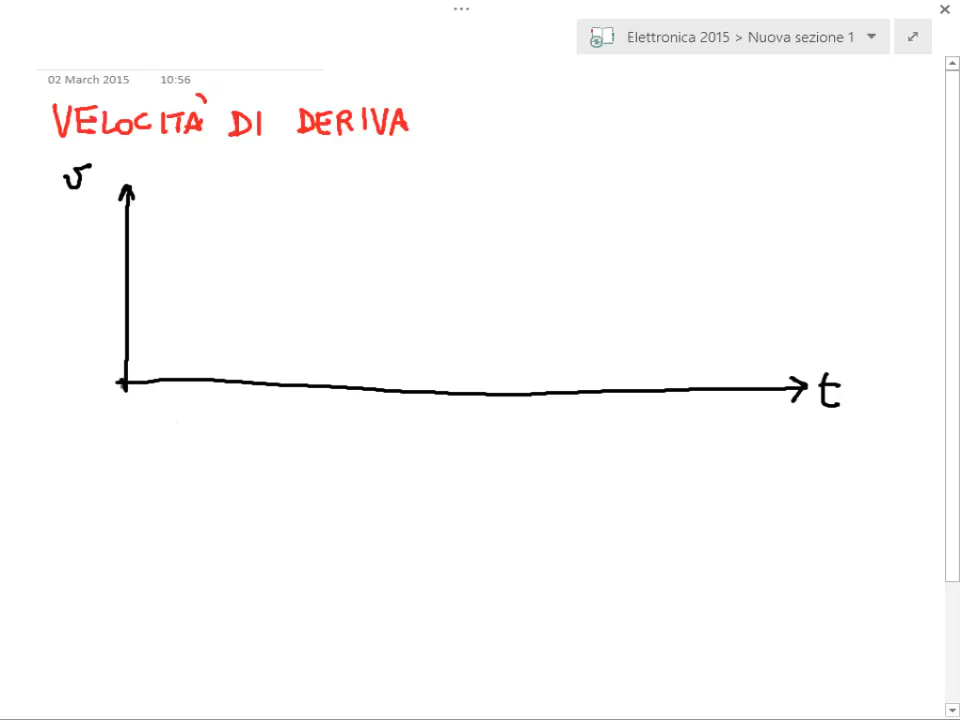 Elettronica 2015 > Nuova sezione 1
02 March 2015 10:56
VELOCITÀ DI DERIVA
v
t